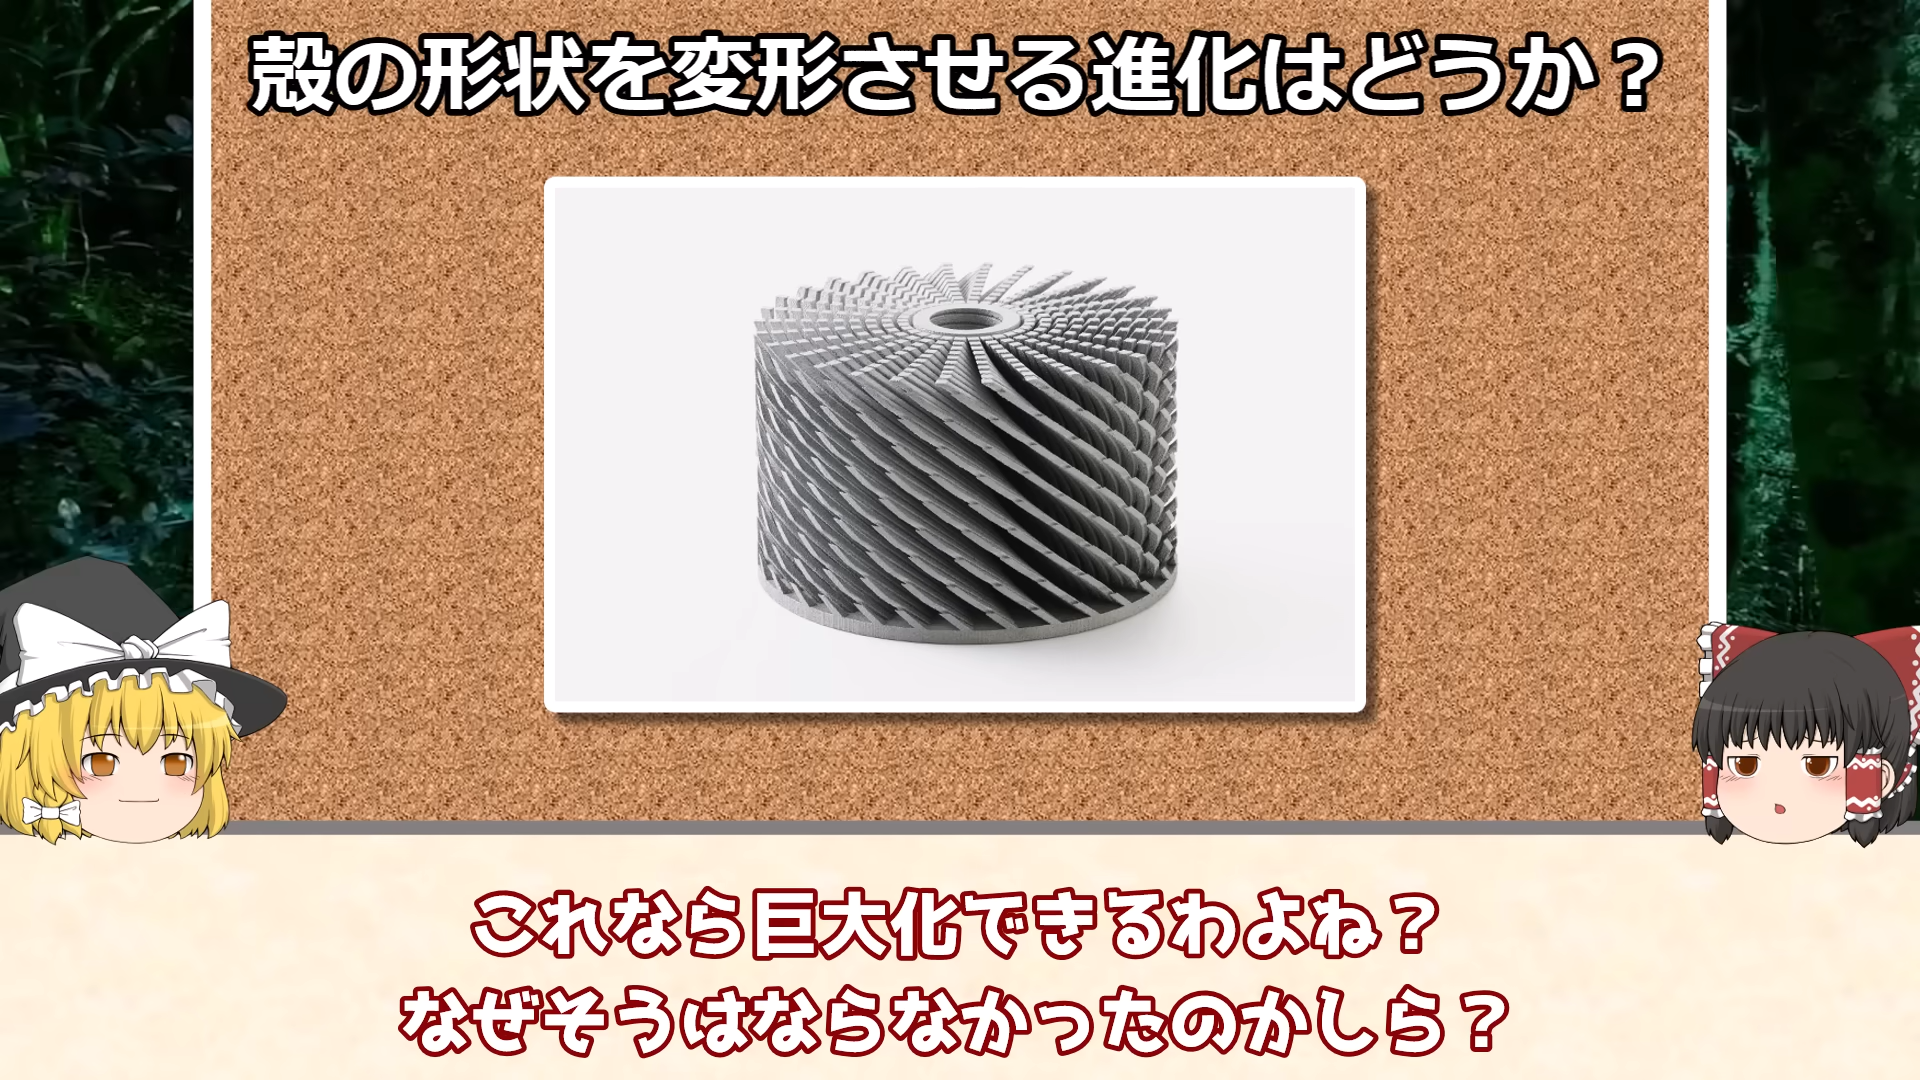 殻の形状を変形させる進化はどうか？
これなら巨大化できるわよね？
なぜそうはならなかったのかしら？